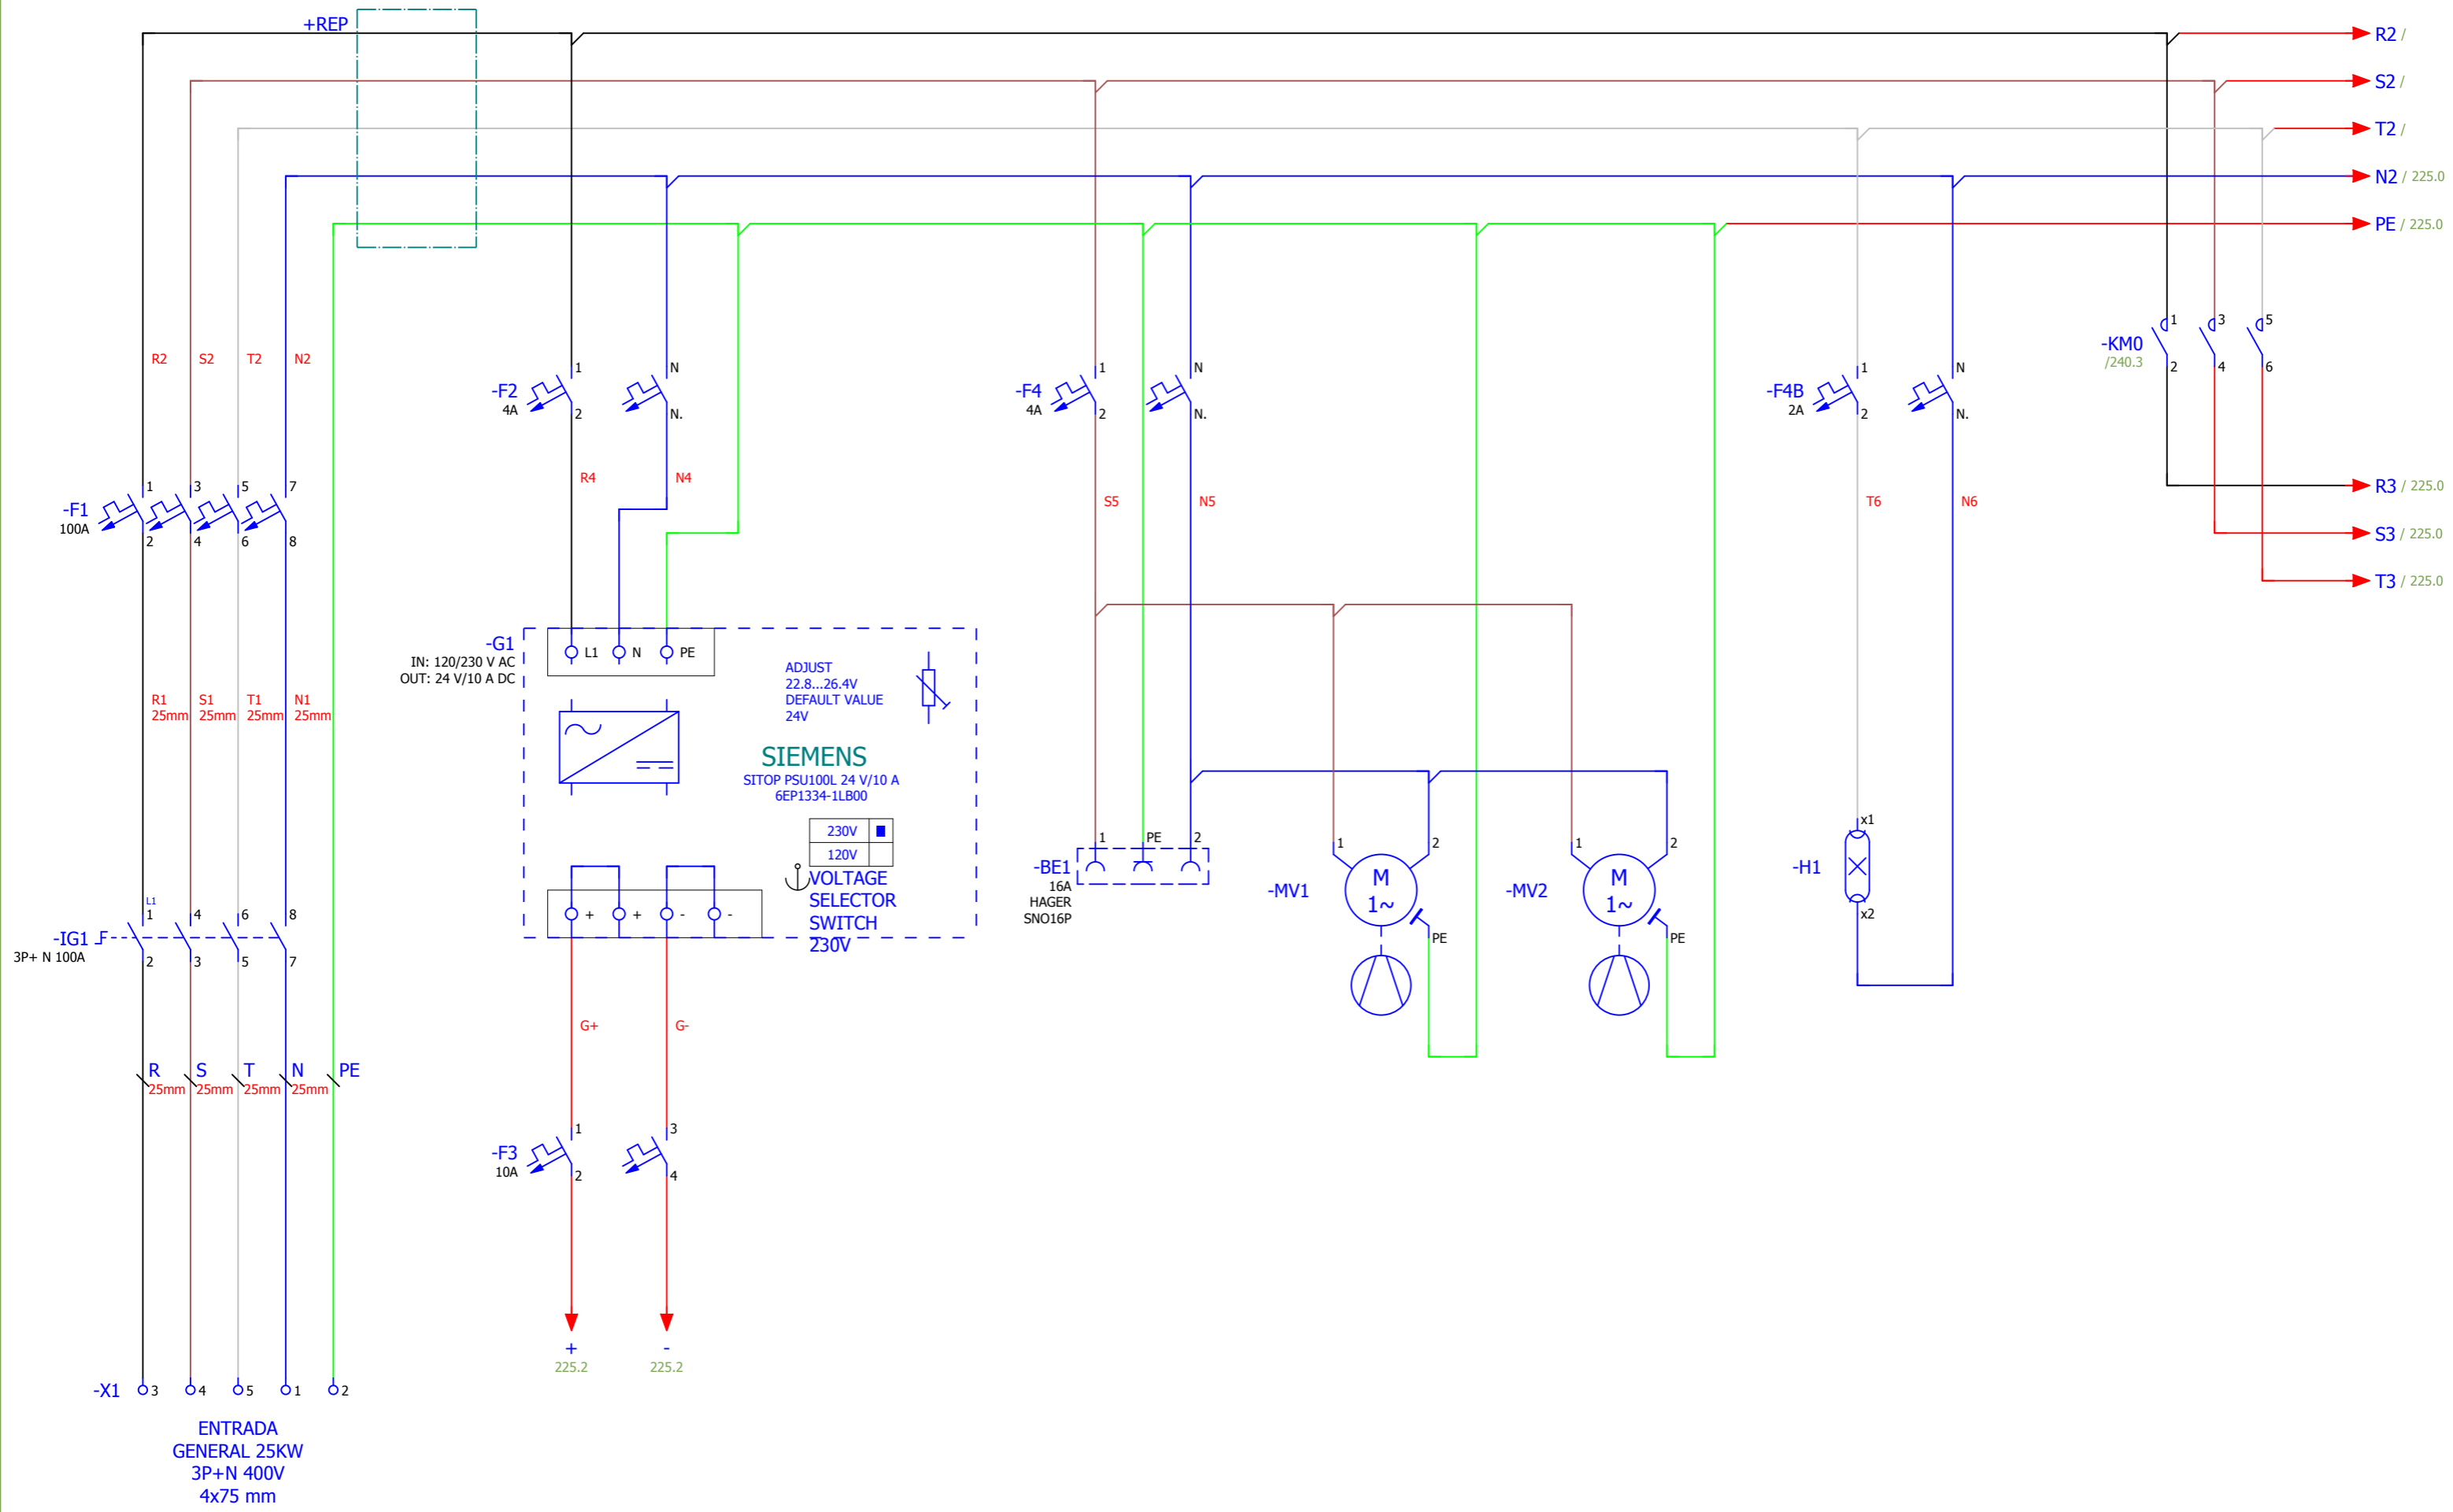 +REP
R2 /
S2 /
T2 /
N2 / 225.0
PE / 225.0
R2 S2 T2 N2
-F2
4A
1 N
2 N.
-F4
4A
1 N
2 N.
-F4B
2A
1 N
2 N.
-KM0
/240.3
1 3 5
2 4 6
R4 N4
S5 N5
T6 N6
-F1
100A
1 3 5 7
2 4 6 8
R3 / 225.0
S3 / 225.0
T3 / 225.0
-G1
IN: 120/230 V AC
OUT: 24 V/10 A DC
L1 N PE
ADJUST
22.8...26.4V
DEFAULT VALUE
24V
SIEMENS
SITOP PSU100L 24 V/10 A
6EP1334-1LB00
230V
120V
VOLTAGE
SELECTOR
SWITCH
230V
+ + - -
R1 S1 T1 N1
25mm 25mm 25mm 25mm
-BE1
16A
HAGER
SNO16P
1 PE 2
-MV1
1 2
M
1~
PE
-MV2
1 2
M
1~
PE
-H1
x1
x2
-IG1
3P+ N 100A
L1
1 4 6 8
2 3 5 7
G+ G-
R S T N PE
25mm 25mm 25mm 25mm
-F3
10A
1 3
2 4
+ -
225.2 225.2
-X1 3 4 5 1 2
ENTRADA
GENERAL 25KW
3P+N 400V
4x75 mm